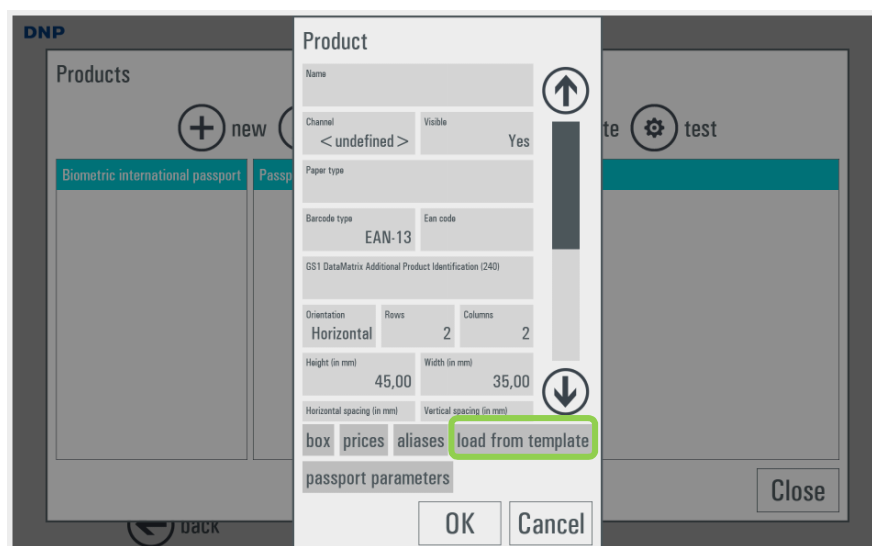 DNP
Products
new
te
test
Biometric international passport
Passp
Close
back
Product
Name
Channel
<undefined>
Visible
Yes
Paper type
Barcode type
EAN-13
Ean code
GS1 DataMatrix Additional Product Identification (240)
Orientation
Horizontal
Rows
2
Columns
2
Height (in mm)
45,00
Width (in mm)
35,00
Horizontal spacing (in mm)
Vertical spacing (in mm)
box
prices
aliases
load from template
passport parameters
OK
Cancel